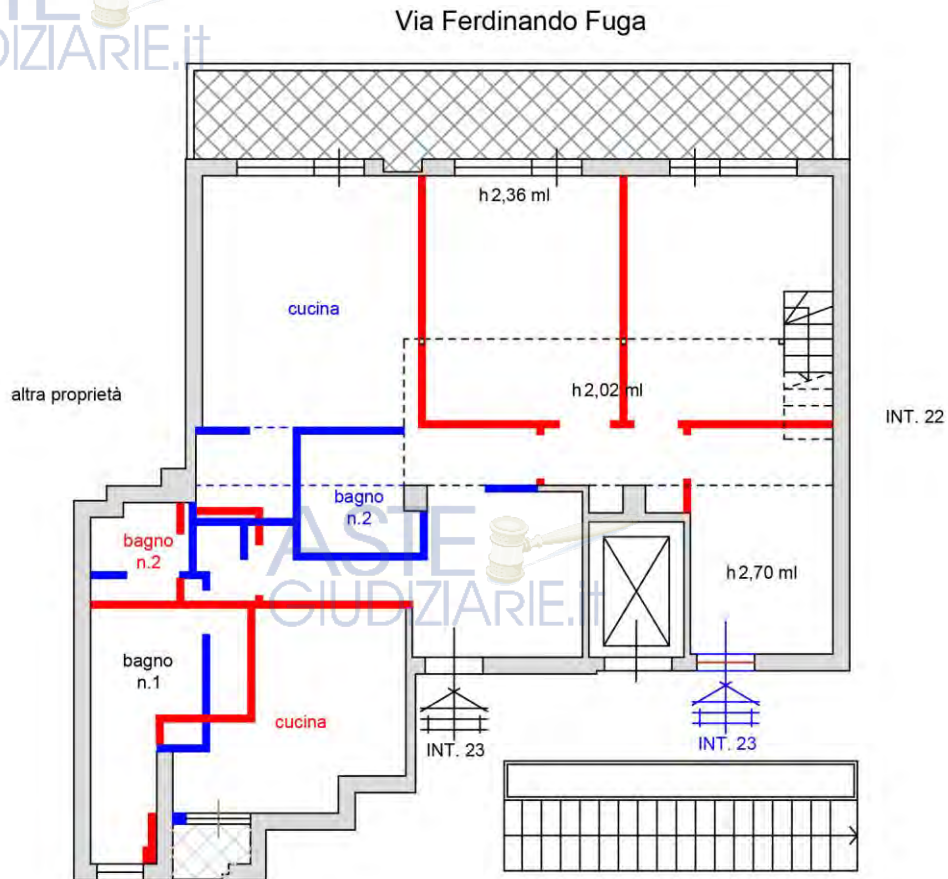 Via Ferdinando Fuga
TE
DIZIARIE.it
h 2,36 ml
cucina
altra proprietà
h 2,02 ml
INT. 22
bagno
n.2
bagno
n.2
ASTE
GIUDIZIARIE.it
h 2,70 ml
bagno
n.1
cucina
INT. 23
INT. 23